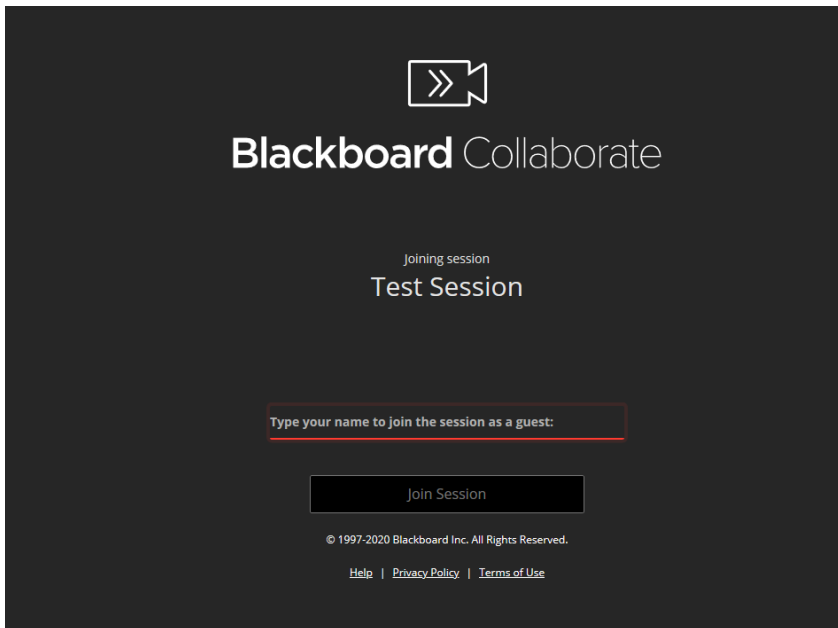 Blackboard Collaborate
Joining session
Test Session
Type your name to join the session as a guest:
Join Session
© 1997-2020 Blackboard Inc. All Rights Reserved.
Help | Privacy Policy | Terms of Use